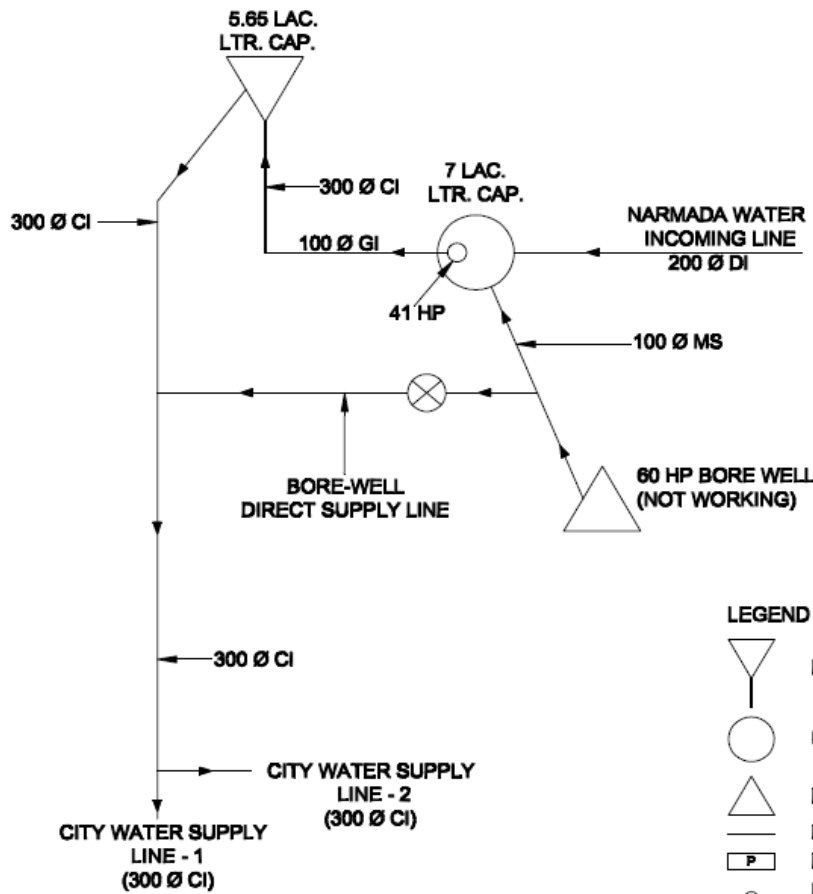 5.65 LAC.
LTR. CAP.
7 LAC.
LTR. CAP.
300 Ø CI
300 Ø CI
NARMADA WATER
INCOMING LINE
200 Ø DI
100 Ø GI
41 HP
100 Ø MS
BORE-WELL
DIRECT SUPPLY LINE
60 HP BORE WELL
(NOT WORKING)
LEGEND
300 Ø CI
CITY WATER SUPPLY
LINE - 2
(300 Ø CI)
CITY WATER SUPPLY
LINE - 1
(300 Ø CI)
P